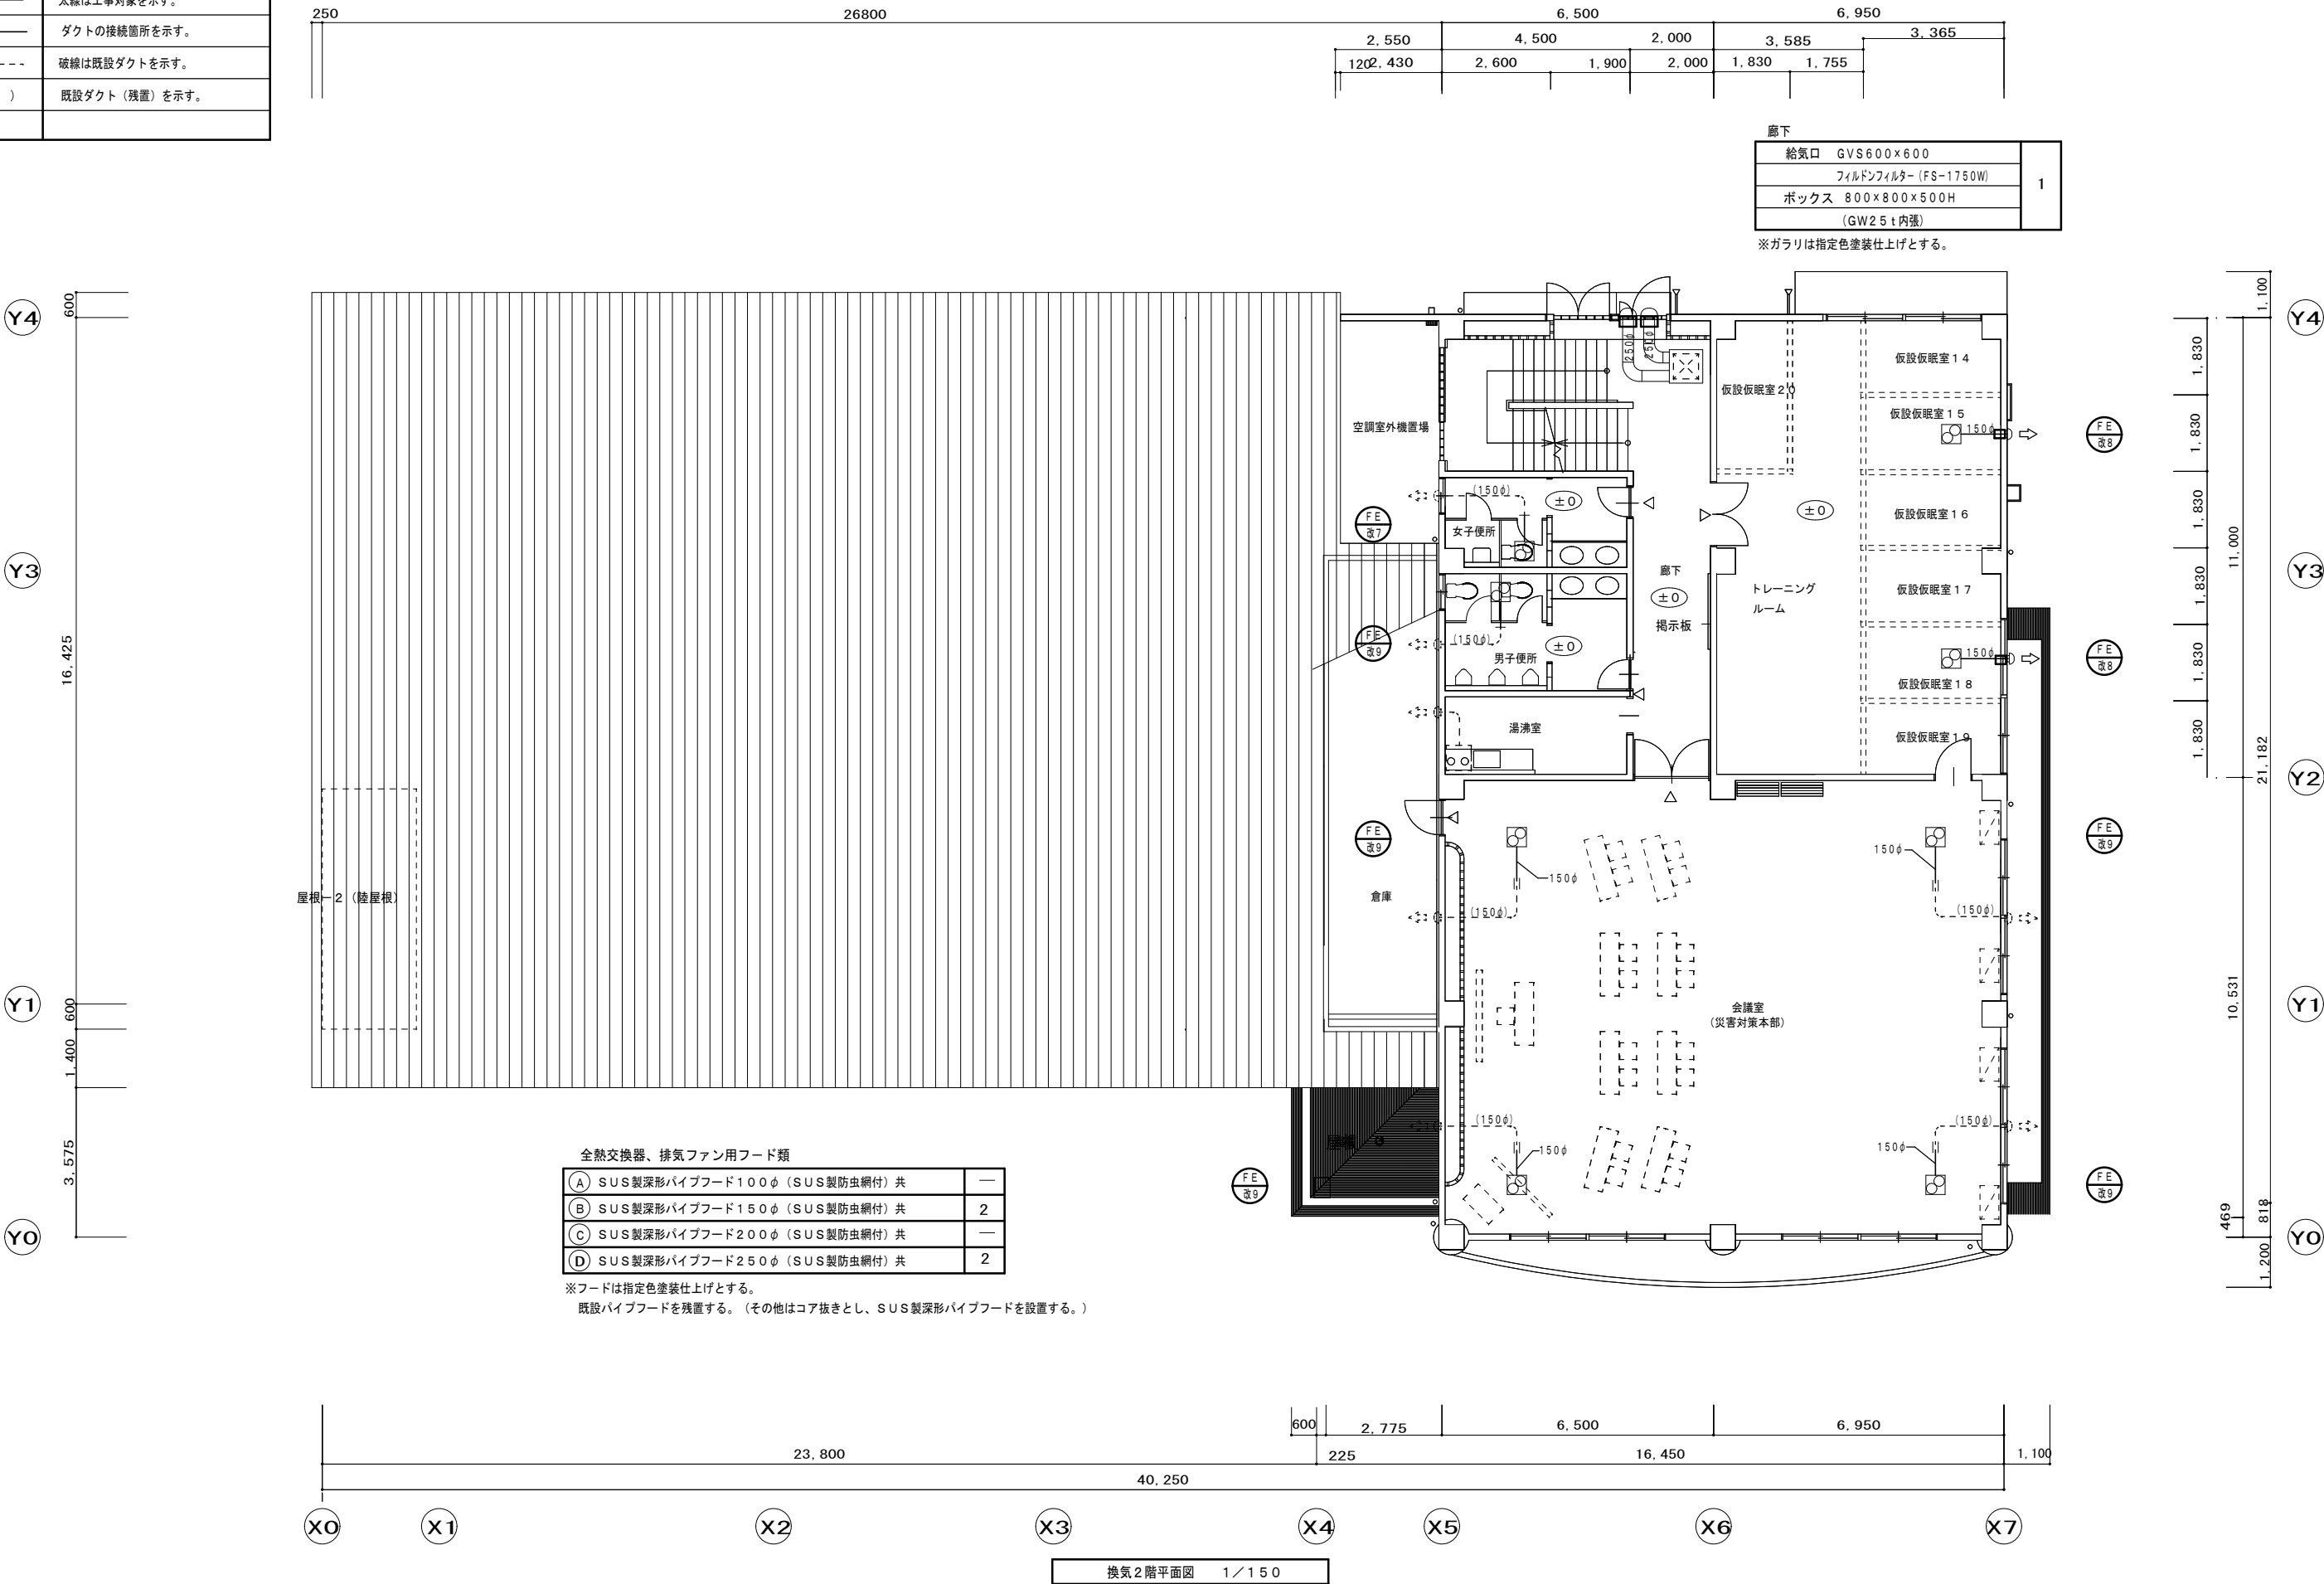 太線は工事対象を示す。
ダクトの接続箇所を示す。
破線は既設ダクトを示す。
) 既設ダクト（残置）を示す。
250 26800 6,500 6,950
2,550 4,500 2,000 3,585 3,365
120 2,430 2,600 1,900 2,000 1,830 1,755
廊下
給気口 GVS600×600
フィルドンフィルター(FS-1750W)
1
ボックス 800×800×500H
(GW25t内張)
※ガラリは指定色塗装仕上げとする。
Y4
Y3
Y1
Y0
600
16,425
600
1,400
3,575
Y4
Y3
Y2
Y1
Y0
1,100
1,830
1,830
1,830
1,830
1,830
1,830
11,000
21,182
10,531
469
818
1,200
250φ
250φ
仮設仮眠室14
仮設仮眠室20
仮設仮眠室15
150φ
FE
改8
空調室外機置場
(150φ)
±0
±0
仮設仮眠室16
FE
改7
女子便所
廊下
±0
掲示板
トレーニング
ルーム
仮設仮眠室17
FE
改9
(150φ)
±0
男子便所
150φ
FE
改8
仮設仮眠室18
湯沸室
仮設仮眠室19
FE
改9
FE
改9
150φ
150φ
屋根－2（陸屋根）
倉庫
(150φ)
(150φ)
会議室
（災害対策本部）
(150φ)
(150φ)
150φ
150φ
FE
改9
FE
改9
全熱交換器、排気ファン用フード類
A SUS製深形パイプフード100φ（SUS製防虫網付）共 —
B SUS製深形パイプフード150φ（SUS製防虫網付）共 2
C SUS製深形パイプフード200φ（SUS製防虫網付）共 —
D SUS製深形パイプフード250φ（SUS製防虫網付）共 2
※フードは指定色塗装仕上げとする。
既設パイプフードを残置する。（その他はコア抜きとし、SUS製深形パイプフードを設置する。）
600 2,775 6,500 6,950
23,800 225 16,450 1,100
40,250
X0 X1 X2 X3 X4 X5 X6 X7
換気2階平面図 1/150